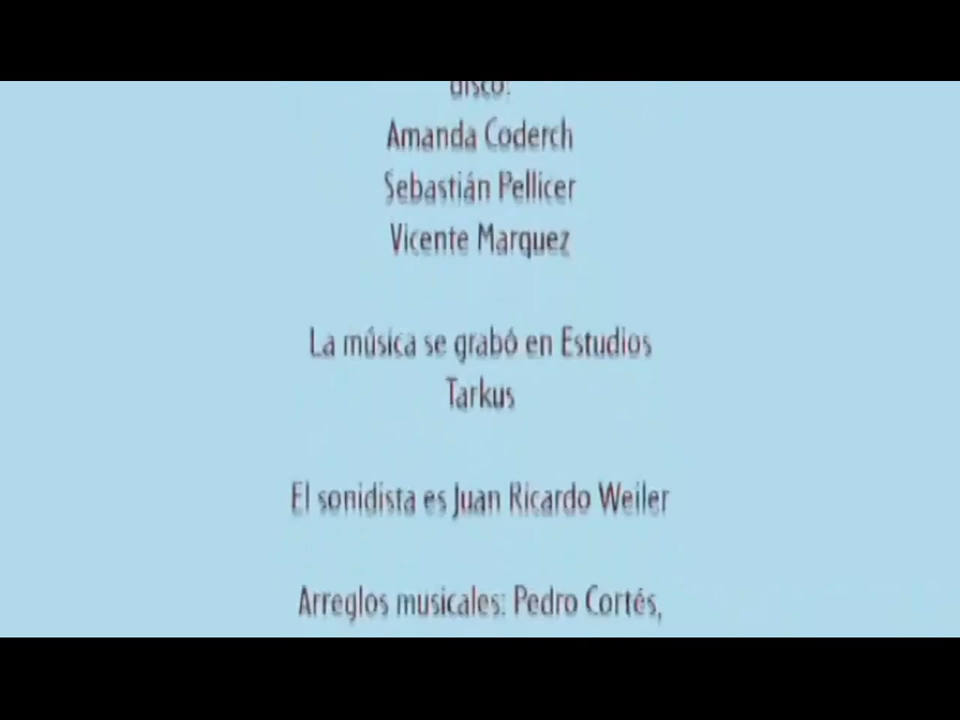 disco:
Amanda Coderch
Sebastián Pellicer
Vicente Marquez
La música se grabó en Estudios
Tarkus
El sonidista es Juan Ricardo Weiler
Arreglos musicales: Pedro Cortés,